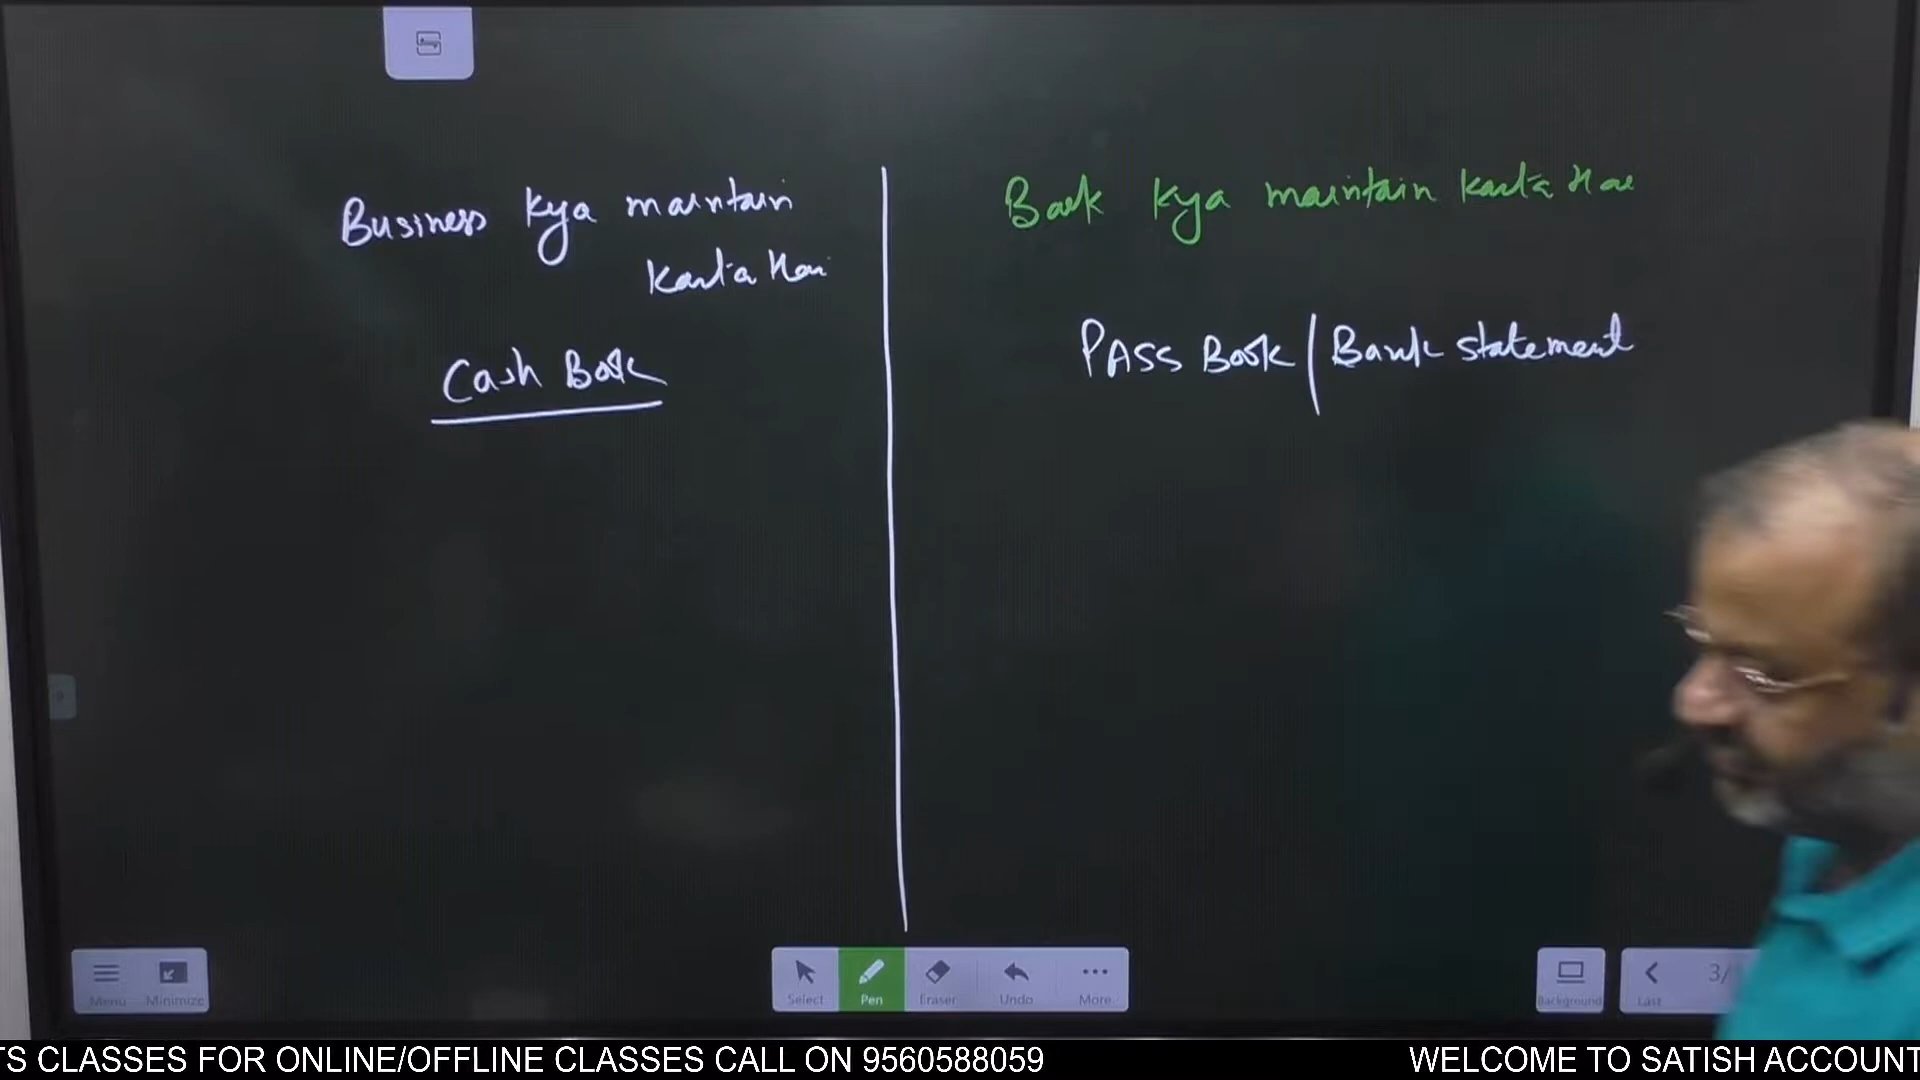 Business kya maintain
karta Hai
Cash Book
Bank kya maintain karta Hai
PASS Book / Bank statement
Menu
Minimize
Select
Pen
Eraser
Undo
More
Background
Last
3/
TS CLASSES FOR ONLINE/OFFLINE CLASSES CALL ON 9560588059
WELCOME TO SATISH ACCOUNT